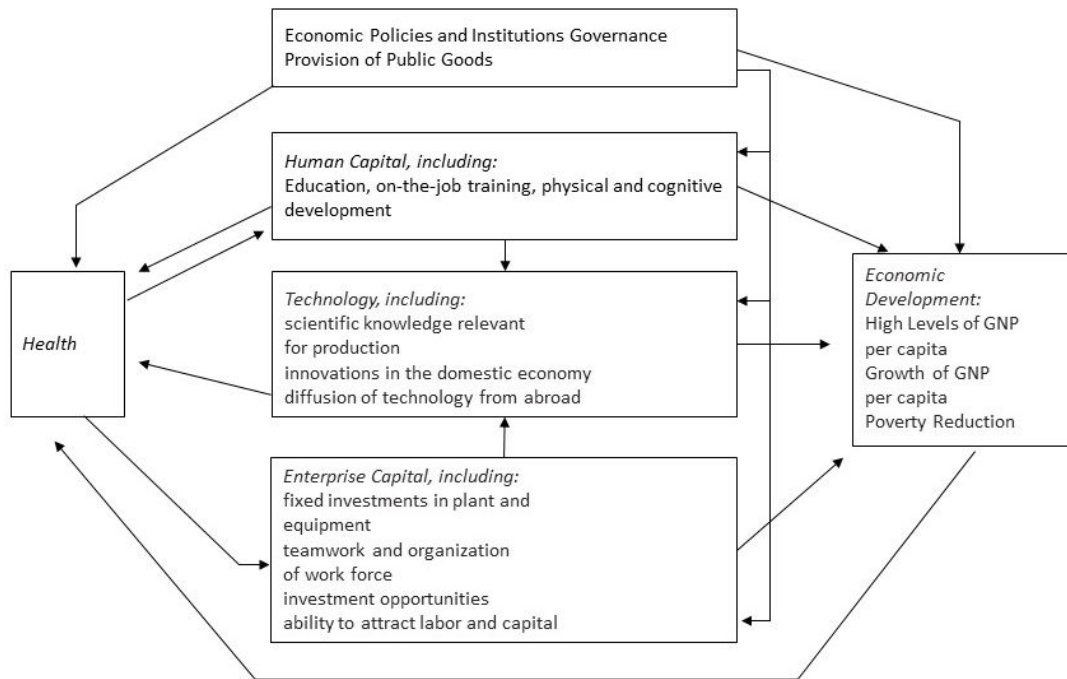 Economic Policies and Institutions Governance
Provision of Public Goods
Human Capital, including:
Education, on-the-job training, physical and cognitive
development
Health
Technology, including:
scientific knowledge relevant
for production
innovations in the domestic economy
diffusion of technology from abroad
Economic
Development:
High Levels of GNP
per capita
Growth of GNP
per capita
Poverty Reduction
Enterprise Capital, including:
fixed investments in plant and
equipment
teamwork and organization
of work force
investment opportunities
ability to attract labor and capital